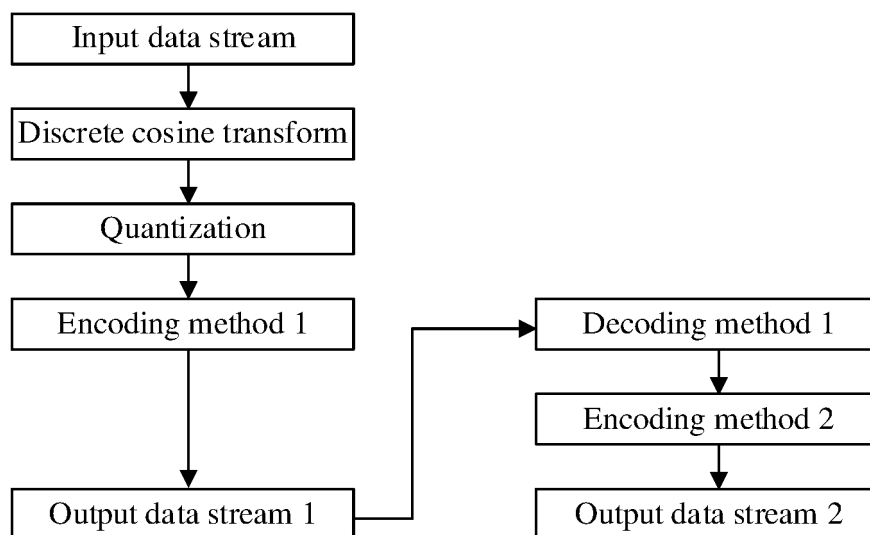 Input data stream
Discrete cosine transform
Quantization
Encoding method 1
Output data stream 1
Decoding method 1
Encoding method 2
Output data stream 2